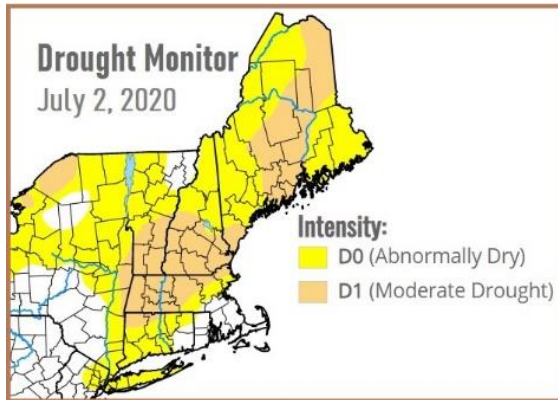 Drought Monitor
July 2, 2020
Intensity:
D0 (Abnormally Dry)
D1 (Moderate Drought)